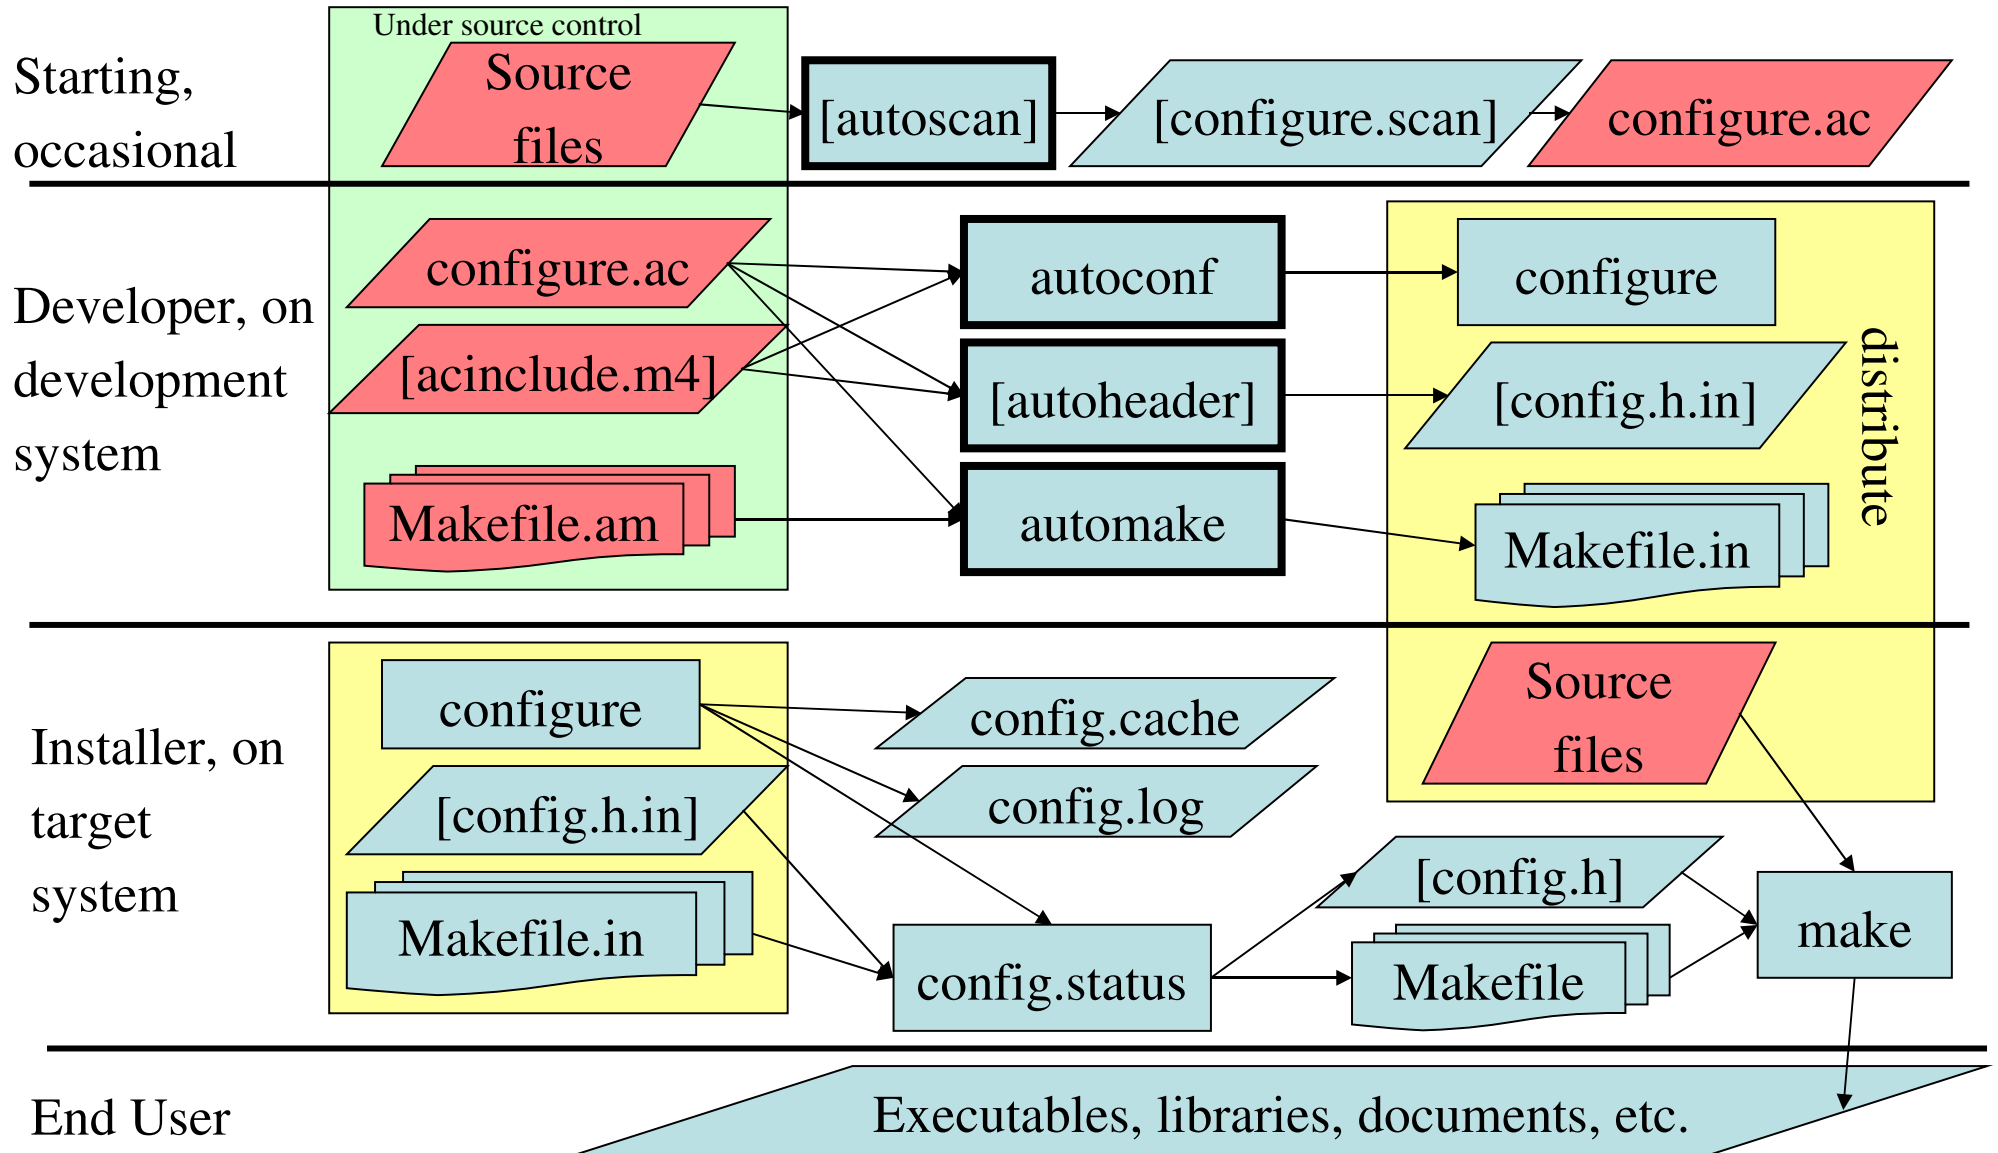 Under source control
Starting,
occasional
Source
files
[autoscan]
[configure.scan]
configure.ac
Developer, on
development
system
configure.ac
[acinclude.m4]
Makefile.am
autoconf
[autoheader]
automake
configure
[config.h.in]
Makefile.in
distribute
Installer, on
target
system
configure
[config.h.in]
Makefile.in
config.cache
config.log
config.status
Source
files
[config.h]
Makefile
make
End User
Executables, libraries, documents, etc.